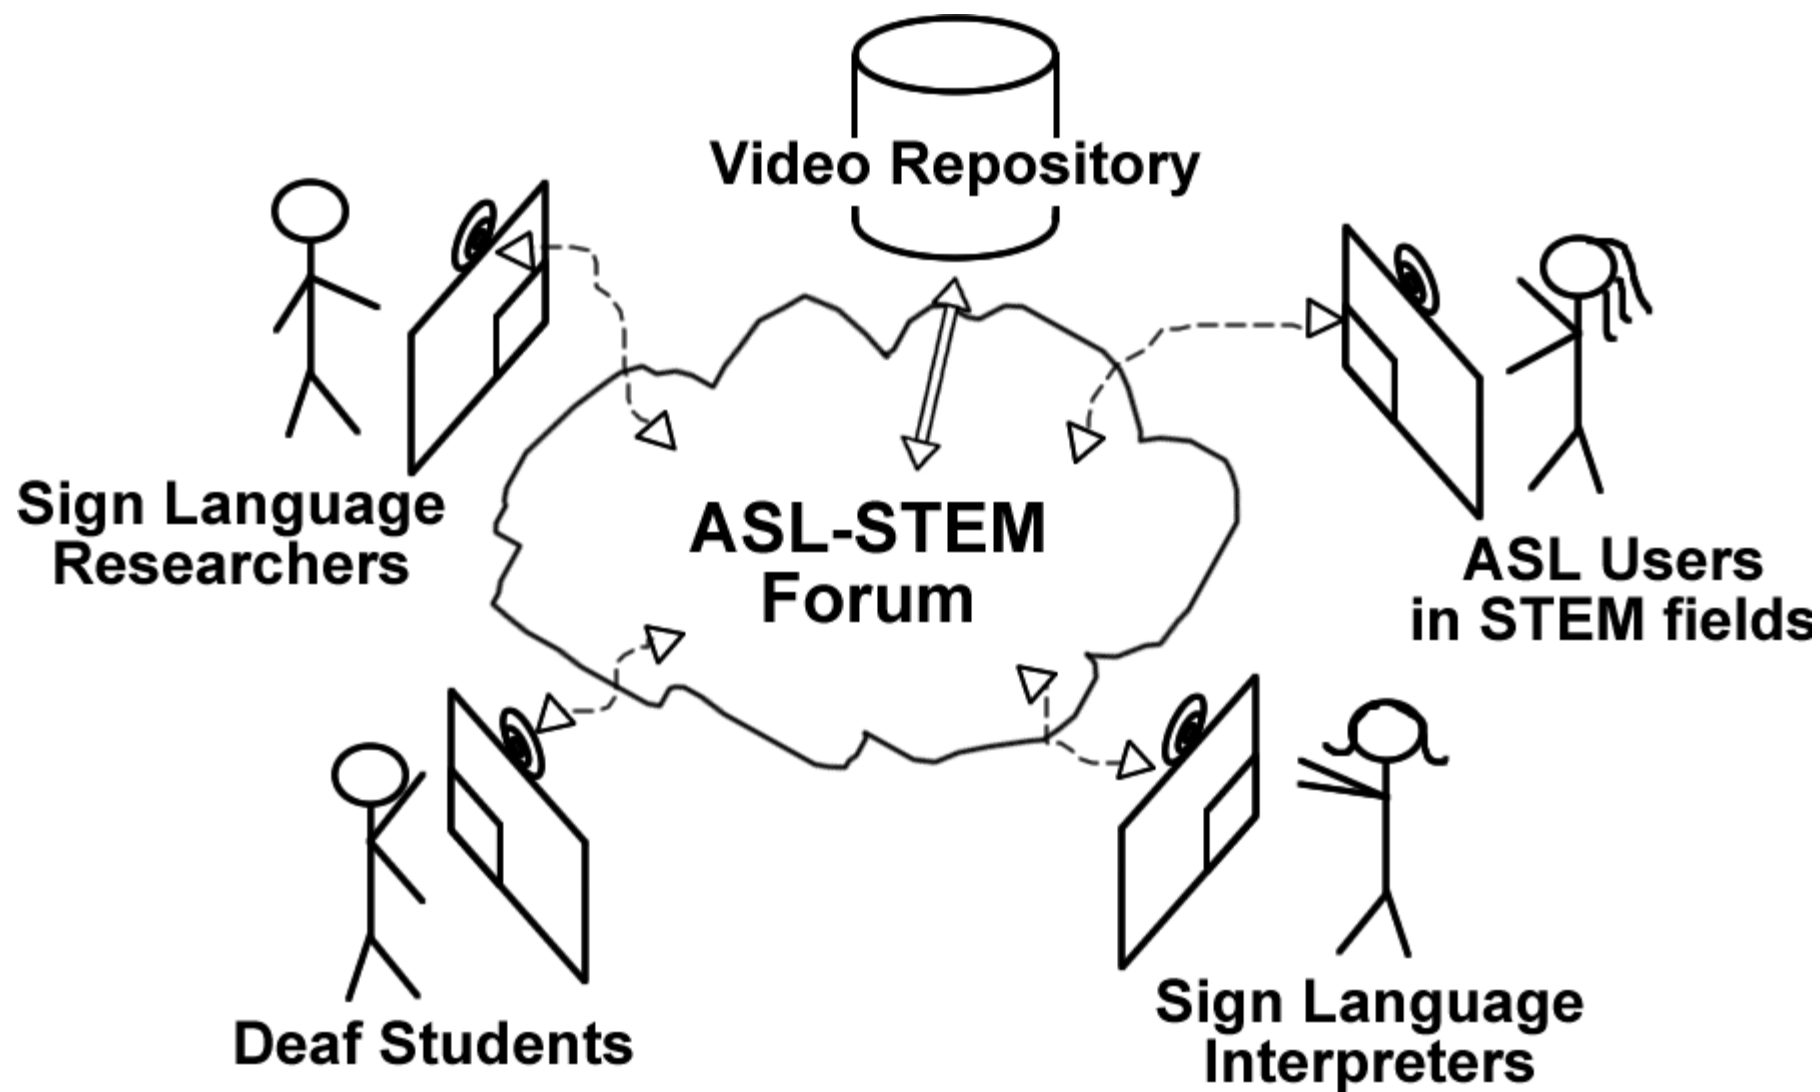 Video Repository
Sign Language
Researchers
ASL-STEM
Forum
ASL Users
in STEM fields
Deaf Students
Sign Language
Interpreters